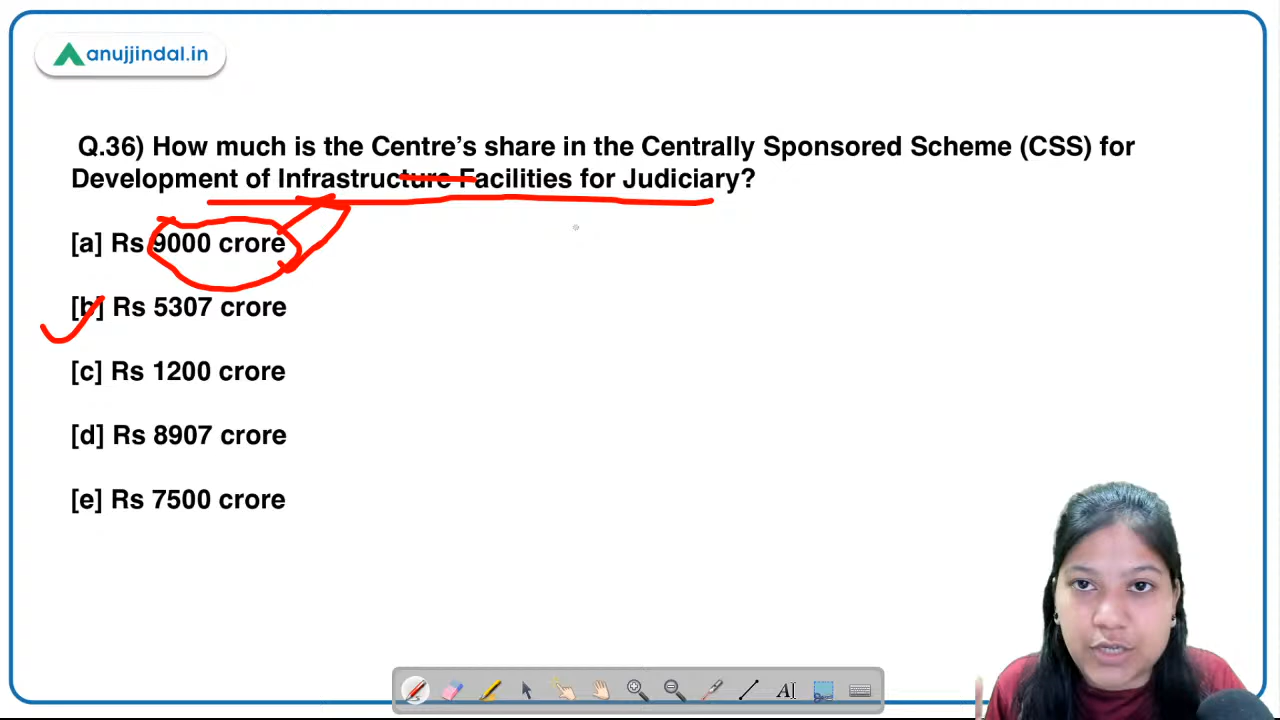 anujjindal.in
Q.36) How much is the Centre’s share in the Centrally Sponsored Scheme (CSS) for
Development of Infrastructure Facilities for Judiciary?
[a] Rs 9000 crore
[b] Rs 5307 crore
[c] Rs 1200 crore
[d] Rs 8907 crore
[e] Rs 7500 crore
A